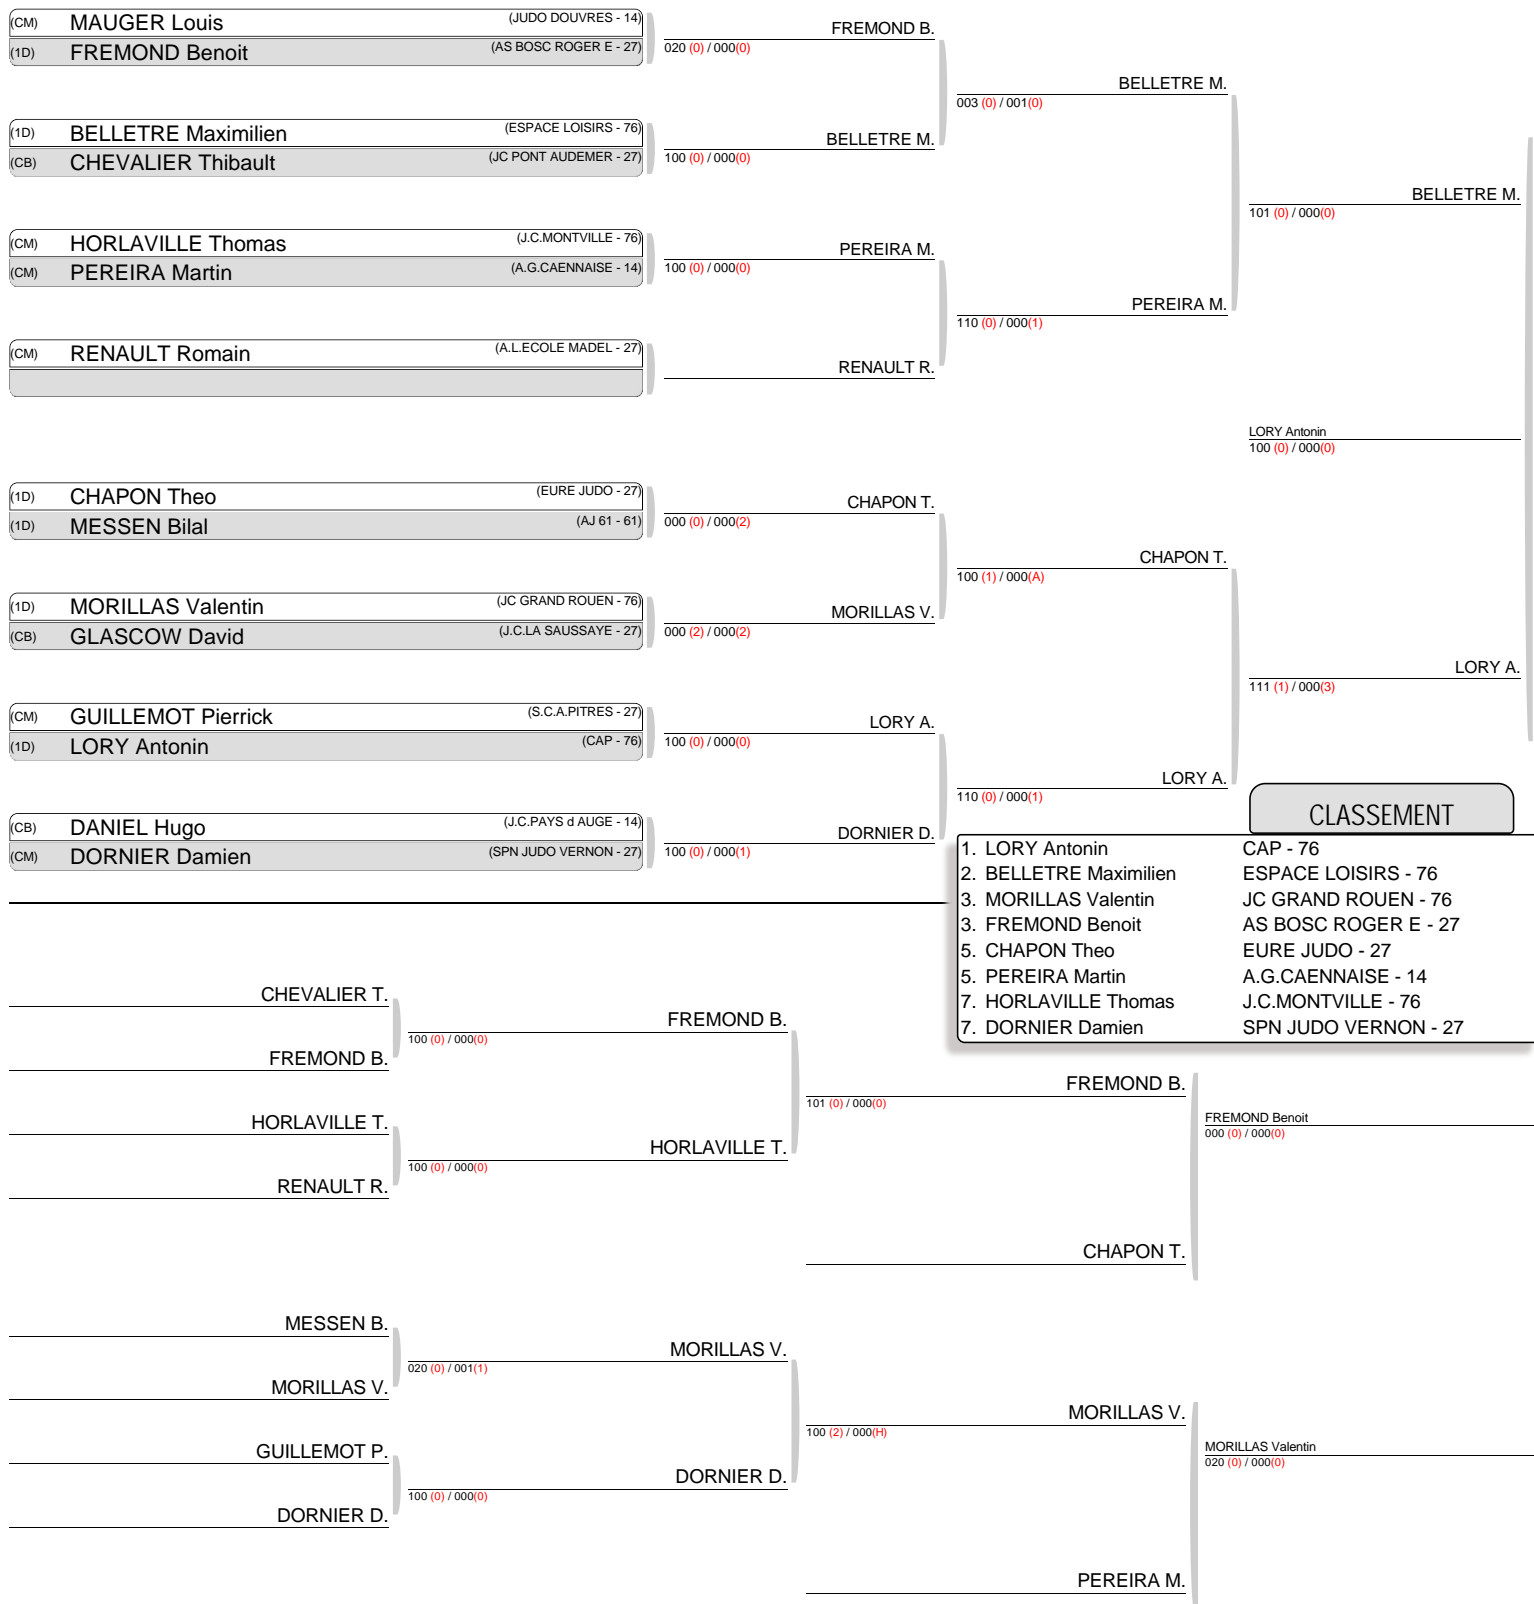 (CM) MAUGER Louis (JUDO DOUVRES - 14)
(1D) FREMOND Benoit (AS BOSC ROGER E - 27)
FREMOND B.
020 (0) / 000(0)
BELLETRE M.
003 (0) / 001(0)
(1D) BELLETRE Maximilien (ESPACE LOISIRS - 76)
(CB) CHEVALIER Thibault (JC PONT AUDEMER - 27)
BELLETRE M.
100 (0) / 000(0)
BELLETRE M.
101 (0) / 000(0)
(CM) HORLAVILLE Thomas (J.C.MONTVILLE - 76)
(CM) PEREIRA Martin (A.G.CAENNAISE - 14)
PEREIRA M.
100 (0) / 000(0)
PEREIRA M.
110 (0) / 000(1)
(CM) RENAULT Romain (A.L.ECOLE MADEL - 27)
RENAULT R.
LORY Antonin
100 (0) / 000(0)
(1D) CHAPON Theo (EURE JUDO - 27)
(1D) MESSEN Bilal (AJ 61 - 61)
CHAPON T.
000 (0) / 000(2)
CHAPON T.
100 (1) / 000(A)
(1D) MORILLAS Valentin (JC GRAND ROUEN - 76)
(CB) GLASCOW David (J.C.LA SAUSSAYE - 27)
MORILLAS V.
000 (2) / 000(2)
LORY A.
111 (1) / 000(3)
(CM) GUILLEMOT Pierrick (S.C.A.PITRES - 27)
(1D) LORY Antonin (CAP - 76)
LORY A.
100 (0) / 000(0)
LORY A.
110 (0) / 000(1)
(CB) DANIEL Hugo (J.C.PAYS d AUGE - 14)
(CM) DORNIER Damien (SPN JUDO VERNON - 27)
DORNIER D.
100 (0) / 000(1)
CLASSEMENT
1. LORY Antonin CAP - 76
2. BELLETRE Maximilien ESPACE LOISIRS - 76
3. MORILLAS Valentin JC GRAND ROUEN - 76
3. FREMOND Benoit AS BOSC ROGER E - 27
5. CHAPON Theo EURE JUDO - 27
5. PEREIRA Martin A.G.CAENNAISE - 14
7. HORLAVILLE Thomas J.C.MONTVILLE - 76
7. DORNIER Damien SPN JUDO VERNON - 27
CHEVALIER T.
FREMOND B.
100 (0) / 000(0)
FREMOND B.
FREMOND B.
101 (0) / 000(0)
FREMOND Benoit
000 (0) / 000(0)
HORLAVILLE T.
HORLAVILLE T.
100 (0) / 000(0)
RENAULT R.
CHAPON T.
MESSEN B.
MORILLAS V.
020 (0) / 001(1)
MORILLAS V.
MORILLAS V.
100 (2) / 000(H)
MORILLAS Valentin
020 (0) / 000(0)
GUILLEMOT P.
DORNIER D.
100 (0) / 000(0)
DORNIER D.
PEREIRA M.